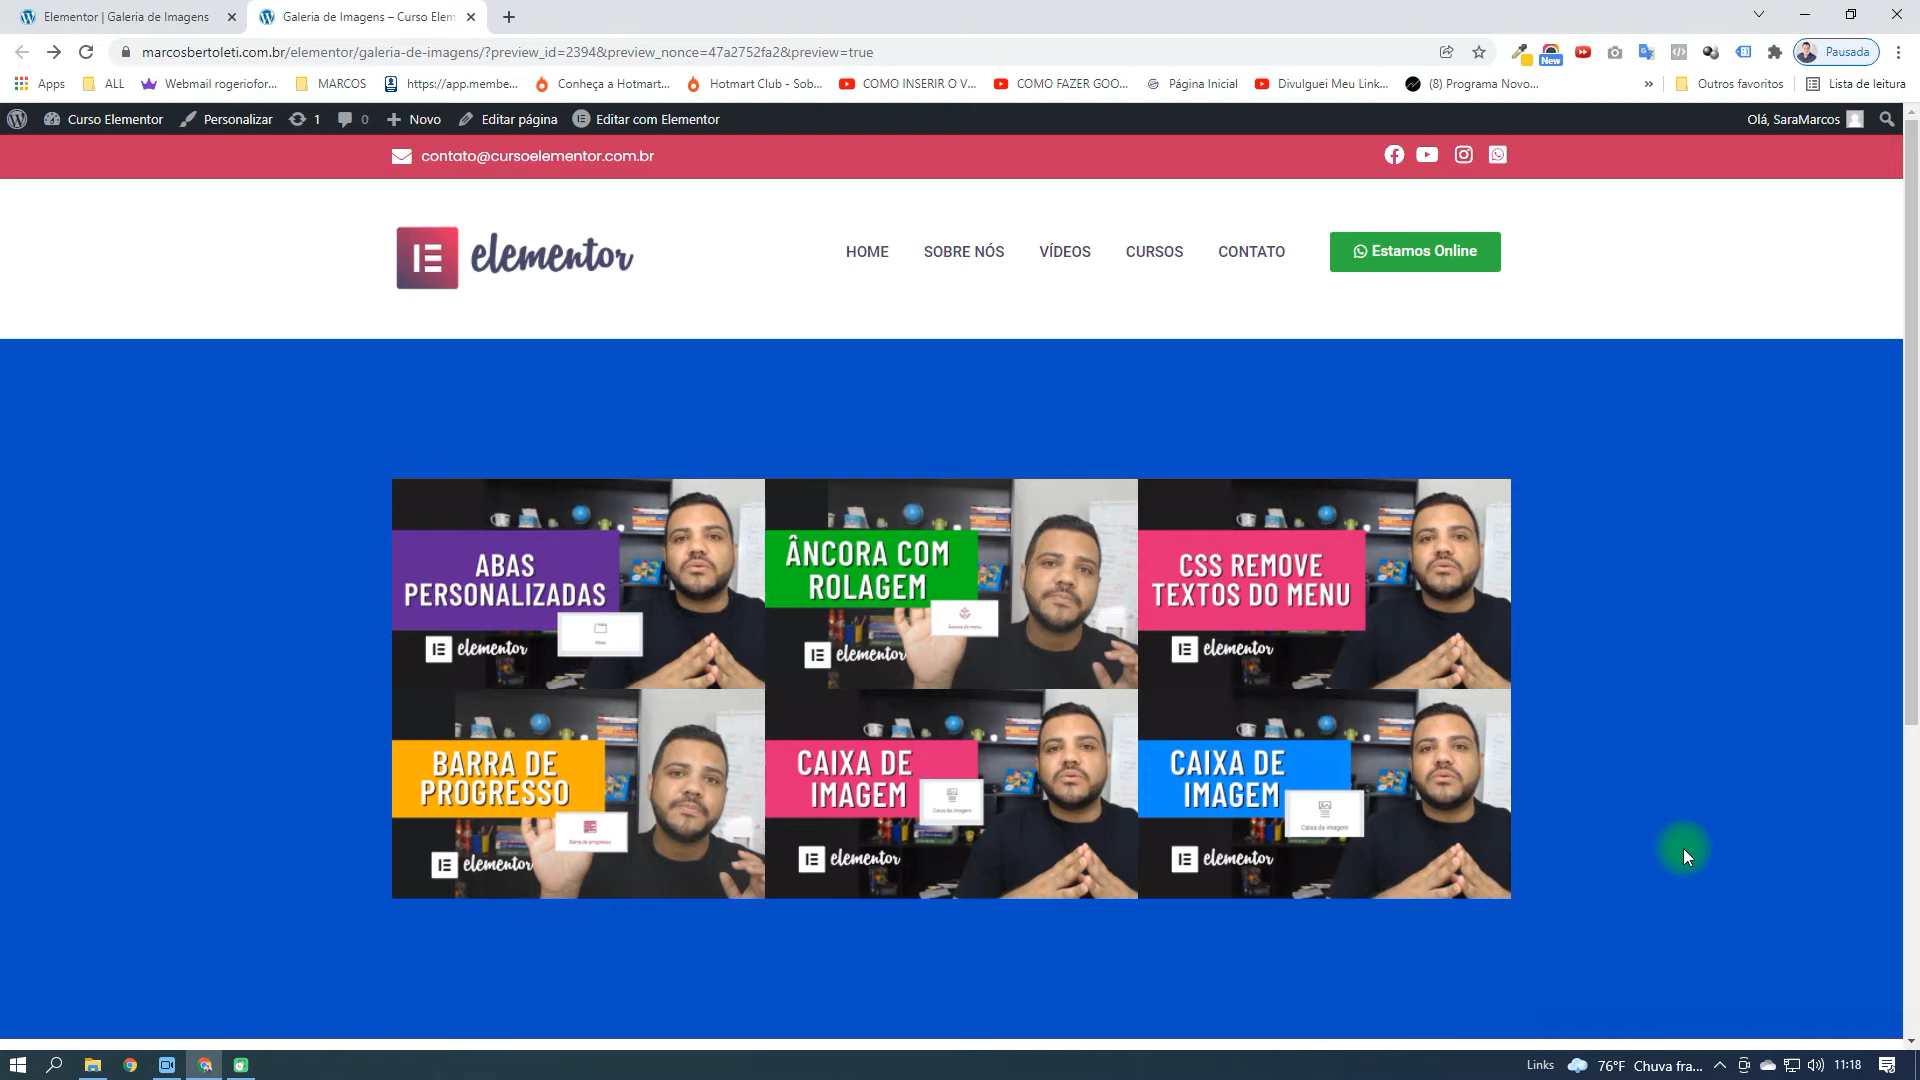 Elementor | Galeria de Imagens
Galeria de Imagens – Curso Elem
marcosbertoleti.com.br/elementor/galeria-de-imagens/?preview_id=2394&preview_nonce=47a2752fa2&preview=true
New
Pausada
Apps
ALL
Webmail rogeriofor...
MARCOS
https://app.membe...
Conheça a Hotmart...
Hotmart Club - Sob...
COMO INSERIR O V...
COMO FAZER GOO...
Página Inicial
Divulguei Meu Link...
(8) Programa Novo...
»
Outros favoritos
Lista de leitura
Curso Elementor
Personalizar
1
0
Novo
Editar página
Editar com Elementor
Olá, SaraMarcos
contato@cursoelementor.com.br
elementor
HOME
SOBRE NÓS
VÍDEOS
CURSOS
CONTATO
Estamos Online
ABAS
PERSONALIZADAS
elementor
ÂNCORA COM
ROLAGEM
Âncora do menu
elementor
CSS REMOVE
TEXTOS DO MENU
elementor
BARRA DE
PROGRESSO
Barra de progresso
elementor
CAIXA DE
IMAGEM
Caixa da imagem
elementor
CAIXA DE
IMAGEM
Caixa da imagem
elementor
Links
76°F
Chuva fra...
11:18